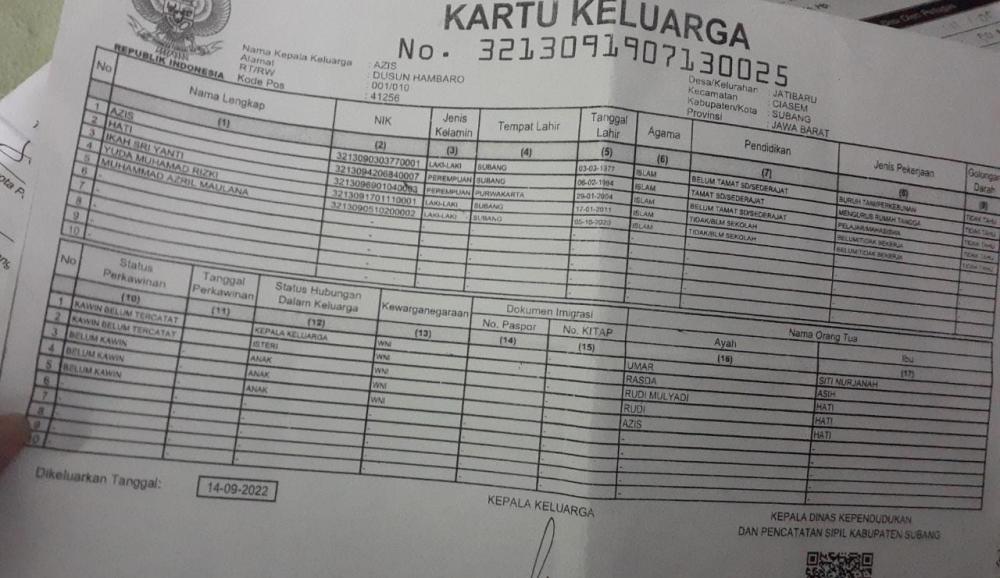 KARTU KELUARGA
No. 3213091907130025
REPUBLIK INDONESIA
Nama Kepala Keluarga : AZIS
Alamat : DUSUN HAMBARO
RT/RW : 001/010
Kode Pos : 41256
Desa/Kelurahan : JATIBARU
Kecamatan : CIASEM
Kabupaten/Kota : SUBANG
Provinsi : JAWA BARAT
No Nama Lengkap NIK Jenis Kelamin Tempat Lahir Tanggal Lahir Agama Pendidikan Jenis Pekerjaan Golongan Darah
(1) (2) (3) (4) (5) (6) (7) (8) (9)
1 AZIS 3213090303770001 LAKI-LAKI SUBANG 03-03-1977 ISLAM BELUM TAMAT SD/SEDERAJAT BURUH TANI/PERKEBUNAN TIDAK TAHU
2 HATI 3213094206840007 PEREMPUAN SUBANG 06-02-1984 ISLAM TAMAT SD/SEDERAJAT MENGURUS RUMAH TANGGA TIDAK TAHU
3 IKAH SRI YANTI PEREMPUAN PURWAKARTA 29-01-2004 ISLAM BELUM TAMAT SD/SEDERAJAT PELAJAR/MAHASISWA TIDAK TAHU
4 YUDA MUHAMAD RIZKI 3213091701110001 LAKI-LAKI SUBANG 17-01-2011 ISLAM TIDAK/BLM SEKOLAH BELUM/TIDAK BEKERJA TIDAK TAHU
5 MUHAMMAD AZRIL MAULANA 3213090510200002 LAKI-LAKI SUBANG 05-10-2020 ISLAM TIDAK/BLM SEKOLAH BELUM/TIDAK BEKERJA TIDAK TAHU
6 -
7 -
8 -
9 -
10 -
No Status Perkawinan Tanggal Perkawinan Status Hubungan Dalam Keluarga Kewarganegaraan Dokumen Imigrasi Nama Orang Tua
No. Paspor No. KITAP Ayah Ibu
(10) (11) (12) (13) (14) (15) (16) (17)
1 KAWIN BELUM TERCATAT KEPALA KELUARGA WNI UMAR SITI NURJANAH
2 KAWIN BELUM TERCATAT ISTERI WNI RASDA ASIH
3 BELUM KAWIN ANAK WNI RUDI MULYADI HATI
4 BELUM KAWIN ANAK WNI RUDI HATI
5 BELUM KAWIN ANAK WNI AZIS HATI
6 -
7 -
8 -
9 -
10 -
Dikeluarkan Tanggal: 14-09-2022
KEPALA KELUARGA
KEPALA DINAS KEPENDUDUKAN
DAN PENCATATAN SIPIL KABUPATEN SUBANG